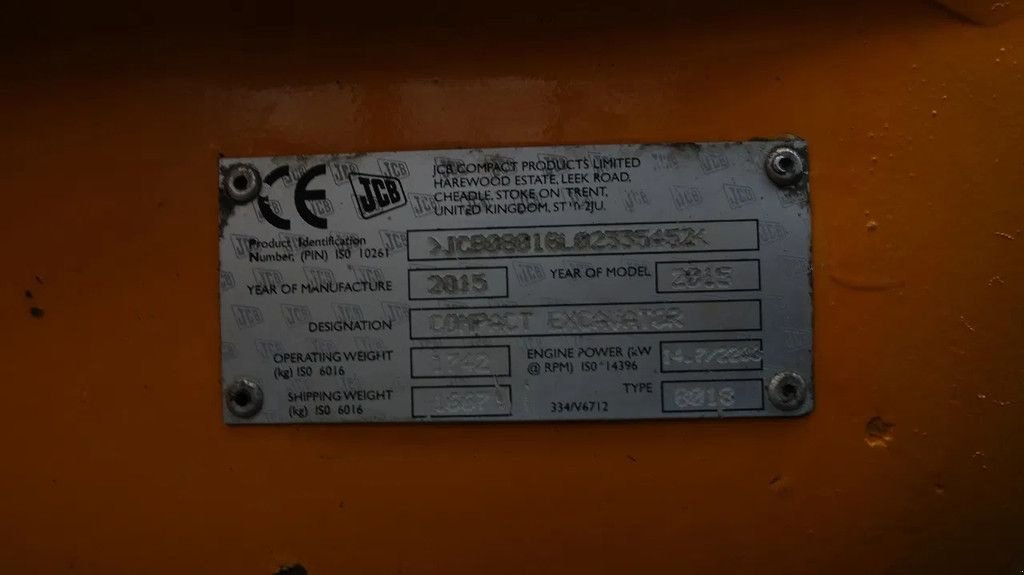 CE JCB
JCB COMPACT PRODUCTS LIMITED
HAREWOOD ESTATE, LEEK ROAD,
CHEADLE, STOKE ON TRENT,
UNITED KINGDOM,
Product Identification
Number, (PIN) ISO 10261
YEAR OF MANUFACTURE 2015 YEAR OF MODEL 2015
DESIGNATION COMPACT EXCAVATOR
OPERATING WEIGHT 1742 ENGINE POWER (kW
(kg) ISO 6016 @ RPM) ISO 14396
SHIPPING WEIGHT TYPE 8018
(kg) ISO 6016 334/V6712